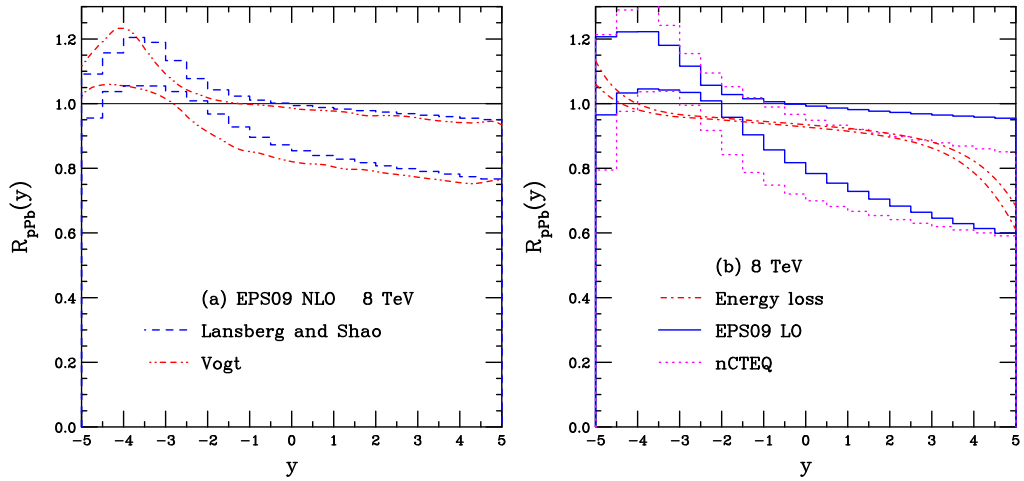 1.2
1.0
0.8
0.6
0.4
0.2
0.0
R_pPb(y)
(a) EPS09 NLO 8 TeV
Lansberg and Shao
Vogt
-5 -4 -3 -2 -1 0 1 2 3 4 5
y
1.2
1.0
0.8
0.6
0.4
0.2
0.0
R_pPb(y)
(b) 8 TeV
Energy loss
EPS09 LO
nCTEQ
-5 -4 -3 -2 -1 0 1 2 3 4 5
y